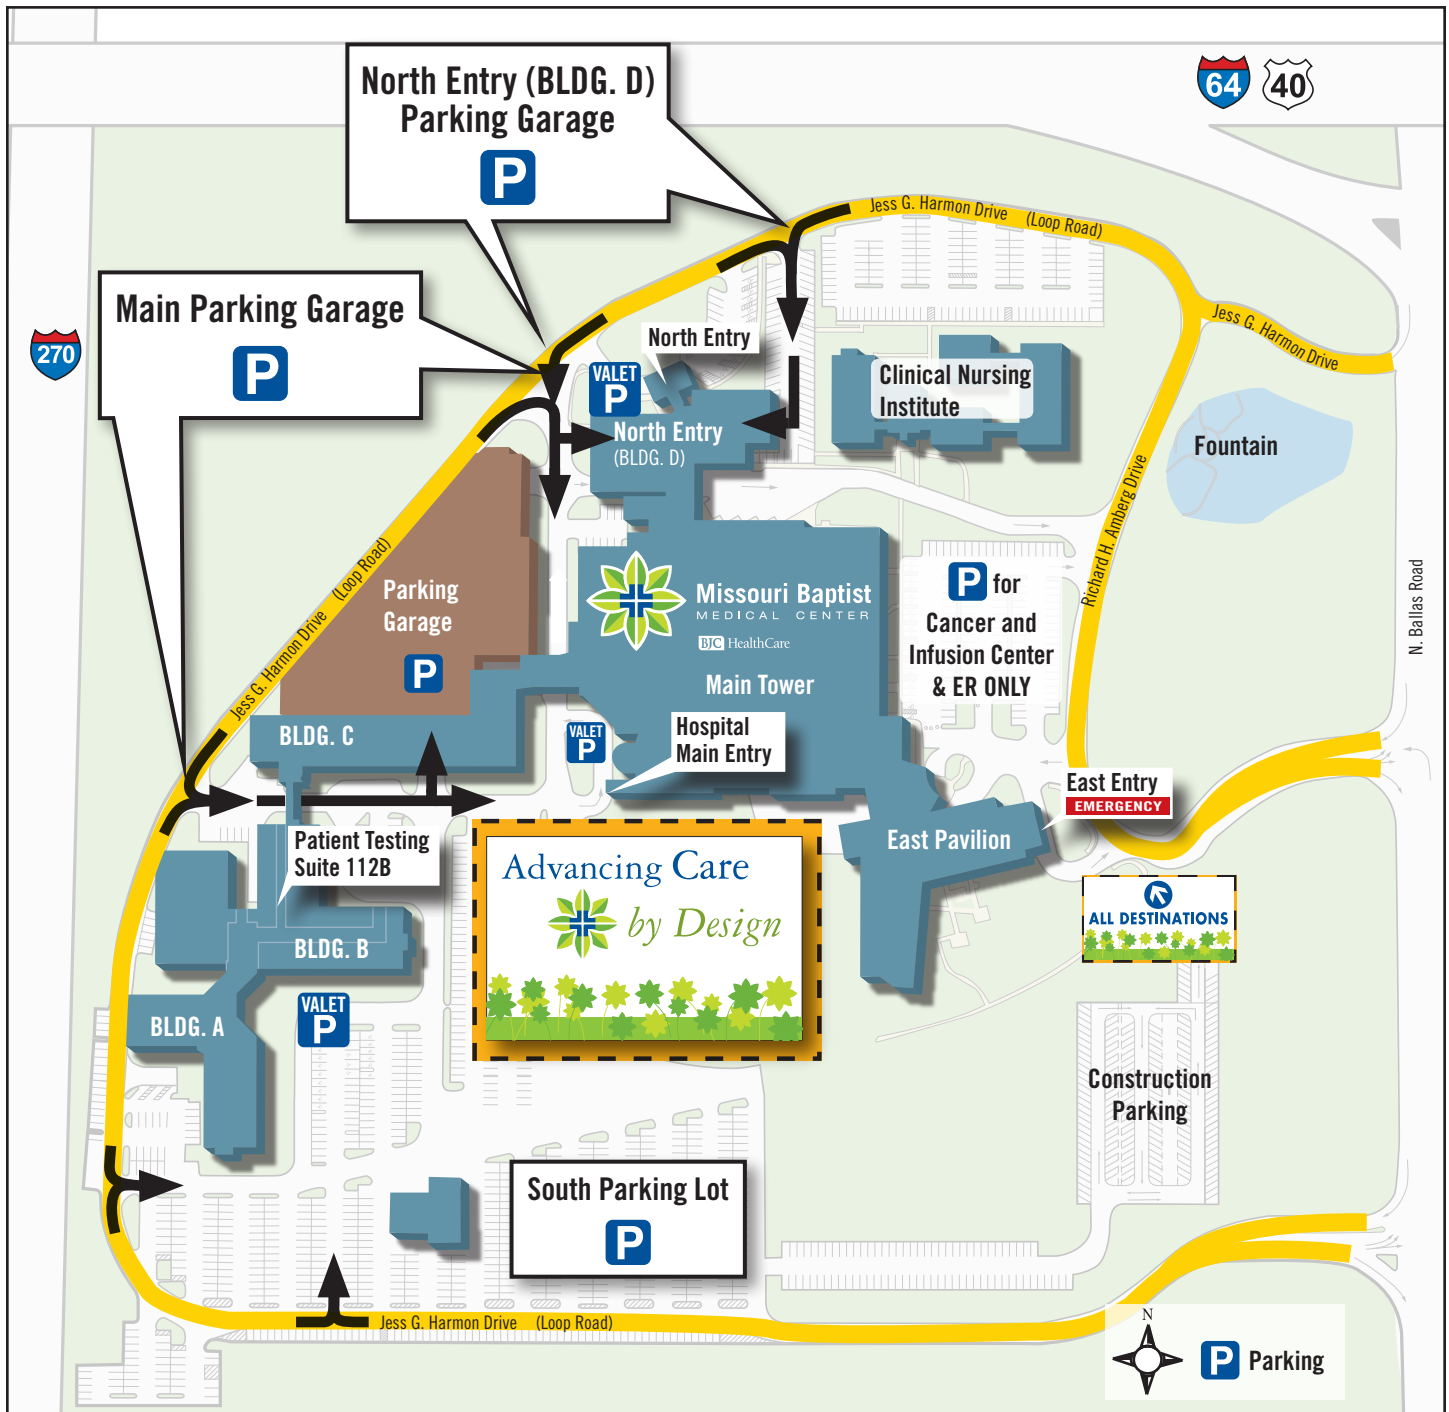 North Entry (BLDG. D)
Parking Garage
P
64
40
Main Parking Garage
P
270
Jess G. Harmon Drive (Loop Road)
Jess G. Harmon Drive
North Entry
VALET
P
North Entry
(BLDG. D)
Clinical Nursing
Institute
Fountain
Richard H. Amberg Drive
N. Ballas Road
Jess G. Harmon Drive (Loop Road)
Parking
Garage
P
Missouri Baptist
MEDICAL CENTER
BJC HealthCare
Main Tower
P for
Cancer and
Infusion Center
& ER ONLY
BLDG. C
VALET
P
Hospital
Main Entry
East Entry
EMERGENCY
East Pavilion
Patient Testing
Suite 112B
BLDG. B
BLDG. A
VALET
P
Advancing Care
by Design
ALL DESTINATIONS
Construction
Parking
South Parking Lot
P
Jess G. Harmon Drive (Loop Road)
N
P Parking